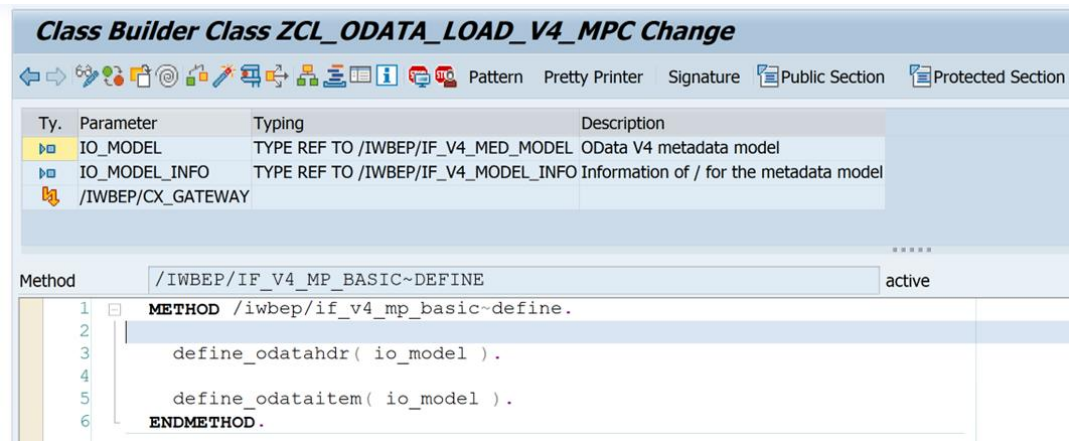 Class Builder Class ZCL_ODATA_LOAD_V4_MPC Change
Pattern Pretty Printer Signature Public Section Protected Section
Ty. Parameter Typing Description
IO_MODEL TYPE REF TO /IWBEP/IF_V4_MED_MODEL OData V4 metadata model
IO_MODEL_INFO TYPE REF TO /IWBEP/IF_V4_MODEL_INFO Information of / for the metadata model
/IWBEP/CX_GATEWAY
Method /IWBEP/IF_V4_MP_BASIC~DEFINE active
1 METHOD /iwbep/if_v4_mp_basic~define.
2
3 define_odatahdr( io_model ).
4
5 define_odataitem( io_model ).
6 ENDMETHOD.